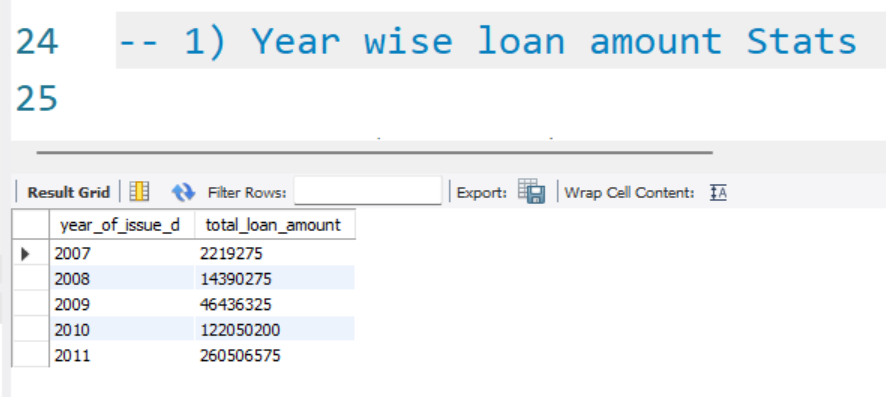 24 -- 1) Year wise loan amount Stats
25
Result Grid Filter Rows: Export: Wrap Cell Content: IA
year_of_issue_d total_loan_amount
2007 2219275
2008 14390275
2009 46436325
2010 122050200
2011 260506575